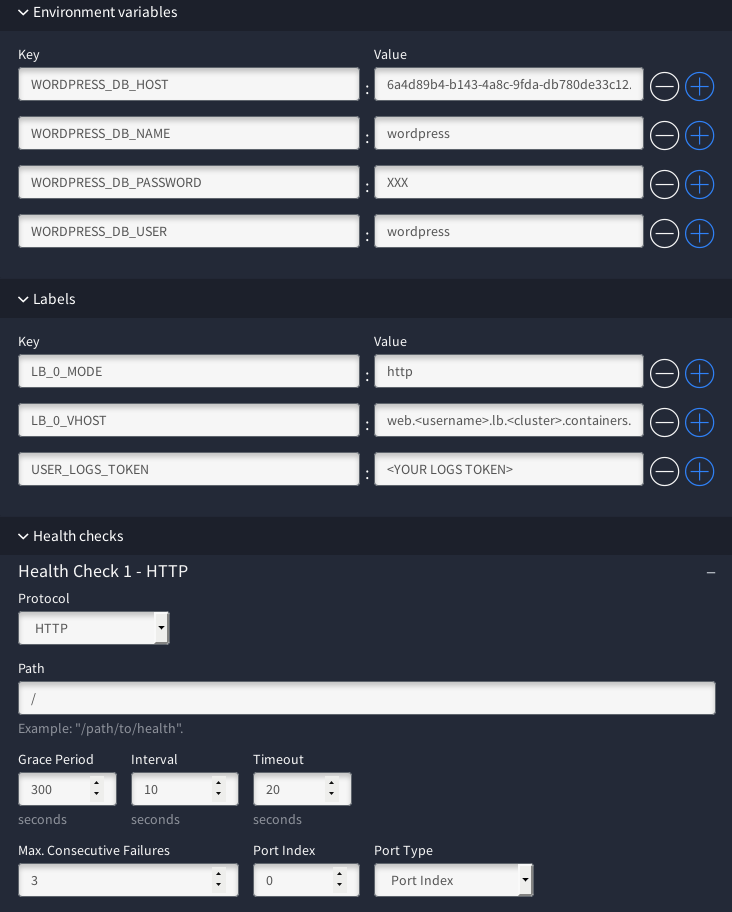 Environment variables
Key Value
WORDPRESS_DB_HOST : 6a4d89b4-b143-4a8c-9fda-db780de33c12.
WORDPRESS_DB_NAME : wordpress
WORDPRESS_DB_PASSWORD : XXX
WORDPRESS_DB_USER : wordpress
Labels
Key Value
LB_0_MODE : http
LB_0_VHOST : web.<username>.lb.<cluster>.containers.
USER_LOGS_TOKEN : <YOUR LOGS TOKEN>
Health checks
Health Check 1 - HTTP
Protocol
HTTP
Path
/
Example: "/path/to/health".
Grace Period Interval Timeout
300 10 20
seconds seconds seconds
Max. Consecutive Failures Port Index Port Type
3 0 Port Index